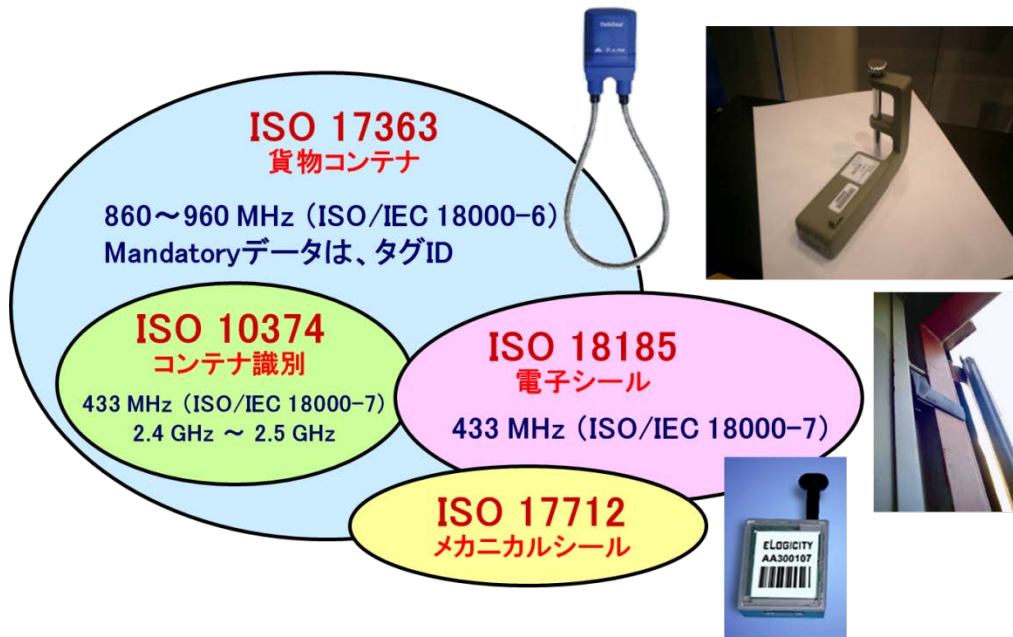 ISO 17363
貨物コンテナ
860～960 MHz（ISO/IEC 18000-6）
Mandatoryデータは、タグID
ISO 10374
コンテナ識別
433 MHz（ISO/IEC 18000-7）
2.4 GHz ～ 2.5 GHz
ISO 18185
電子シール
433 MHz（ISO/IEC 18000-7）
ISO 17712
メカニカルシール
eLOGICITY
AA300107